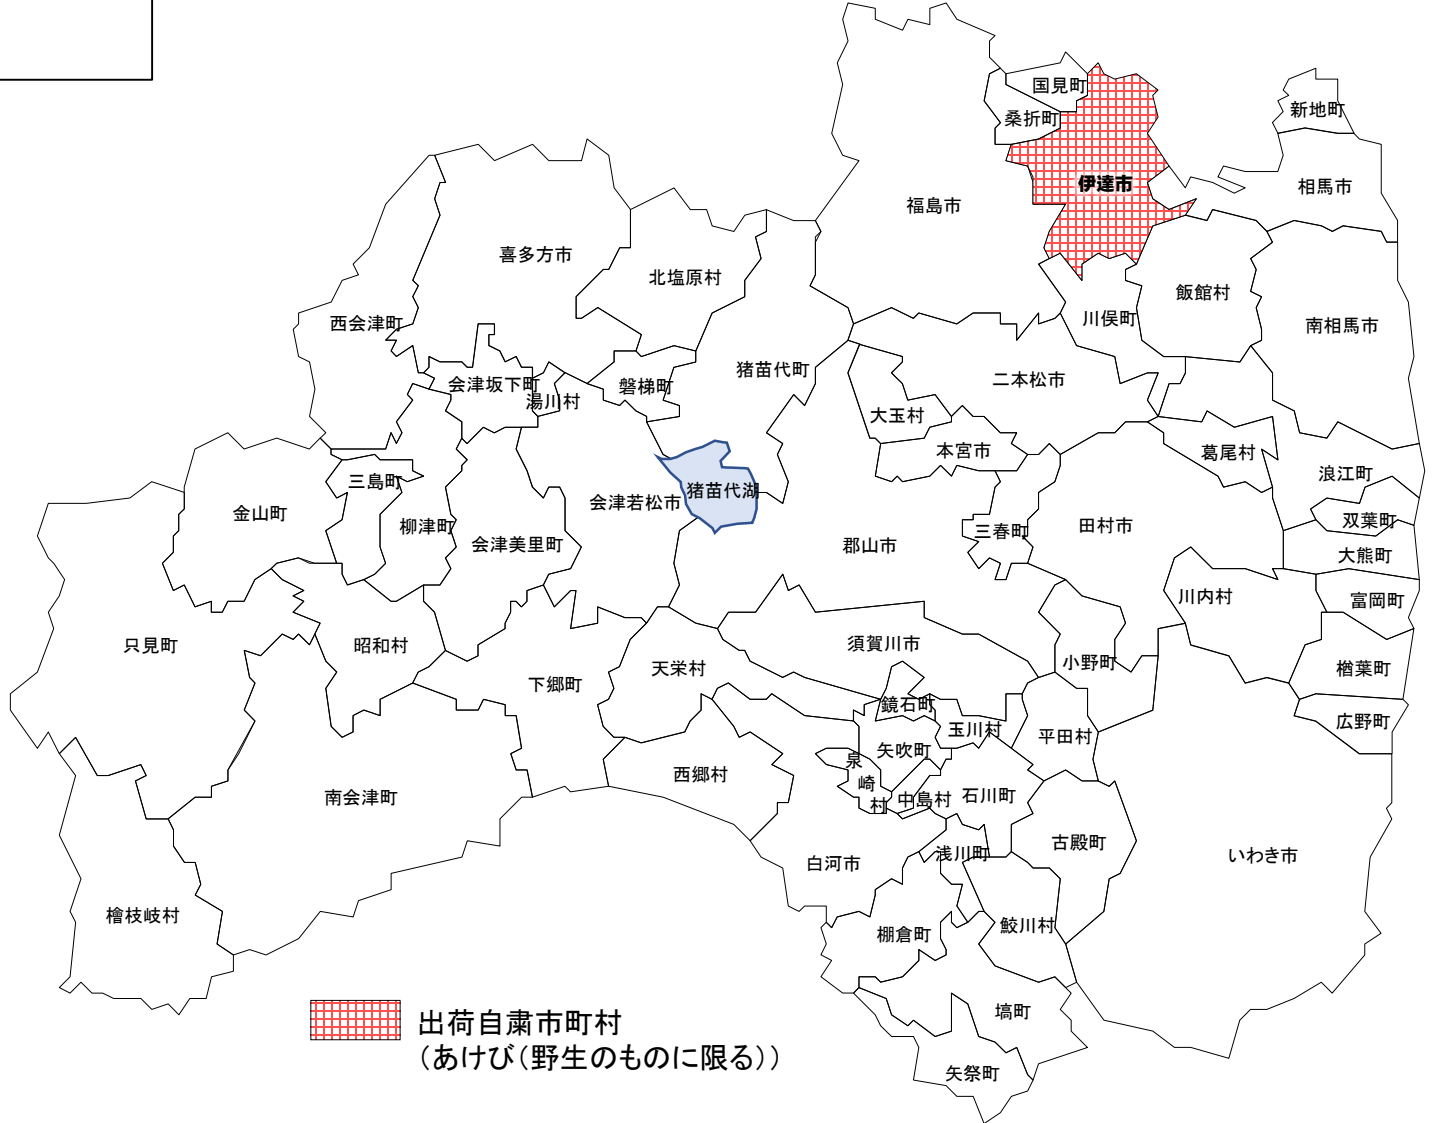 国見町
桑折町
新地町
伊達市
相馬市
福島市
喜多方市
北塩原村
飯館村
西会津町
川俣町
南相馬市
猪苗代町
二本松市
会津坂下町
磐梯町
湯川村
大玉村
本宮市
葛尾村
浪江町
三島町
猪苗代湖
会津若松市
金山町
柳津町
双葉町
田村市
三春町
会津美里町
郡山市
大熊町
川内村
富岡町
只見町
昭和村
須賀川市
小野町
天栄村
楢葉町
下郷町
鏡石町
広野町
玉川村
平田村
矢吹町
泉
崎
村
西郷村
南会津町
中島村
石川町
古殿町
浅川町
いわき市
白河市
檜枝岐村
鮫川村
棚倉町
塙町
矢祭町
出荷自粛市町村
（あけび（野生のものに限る））